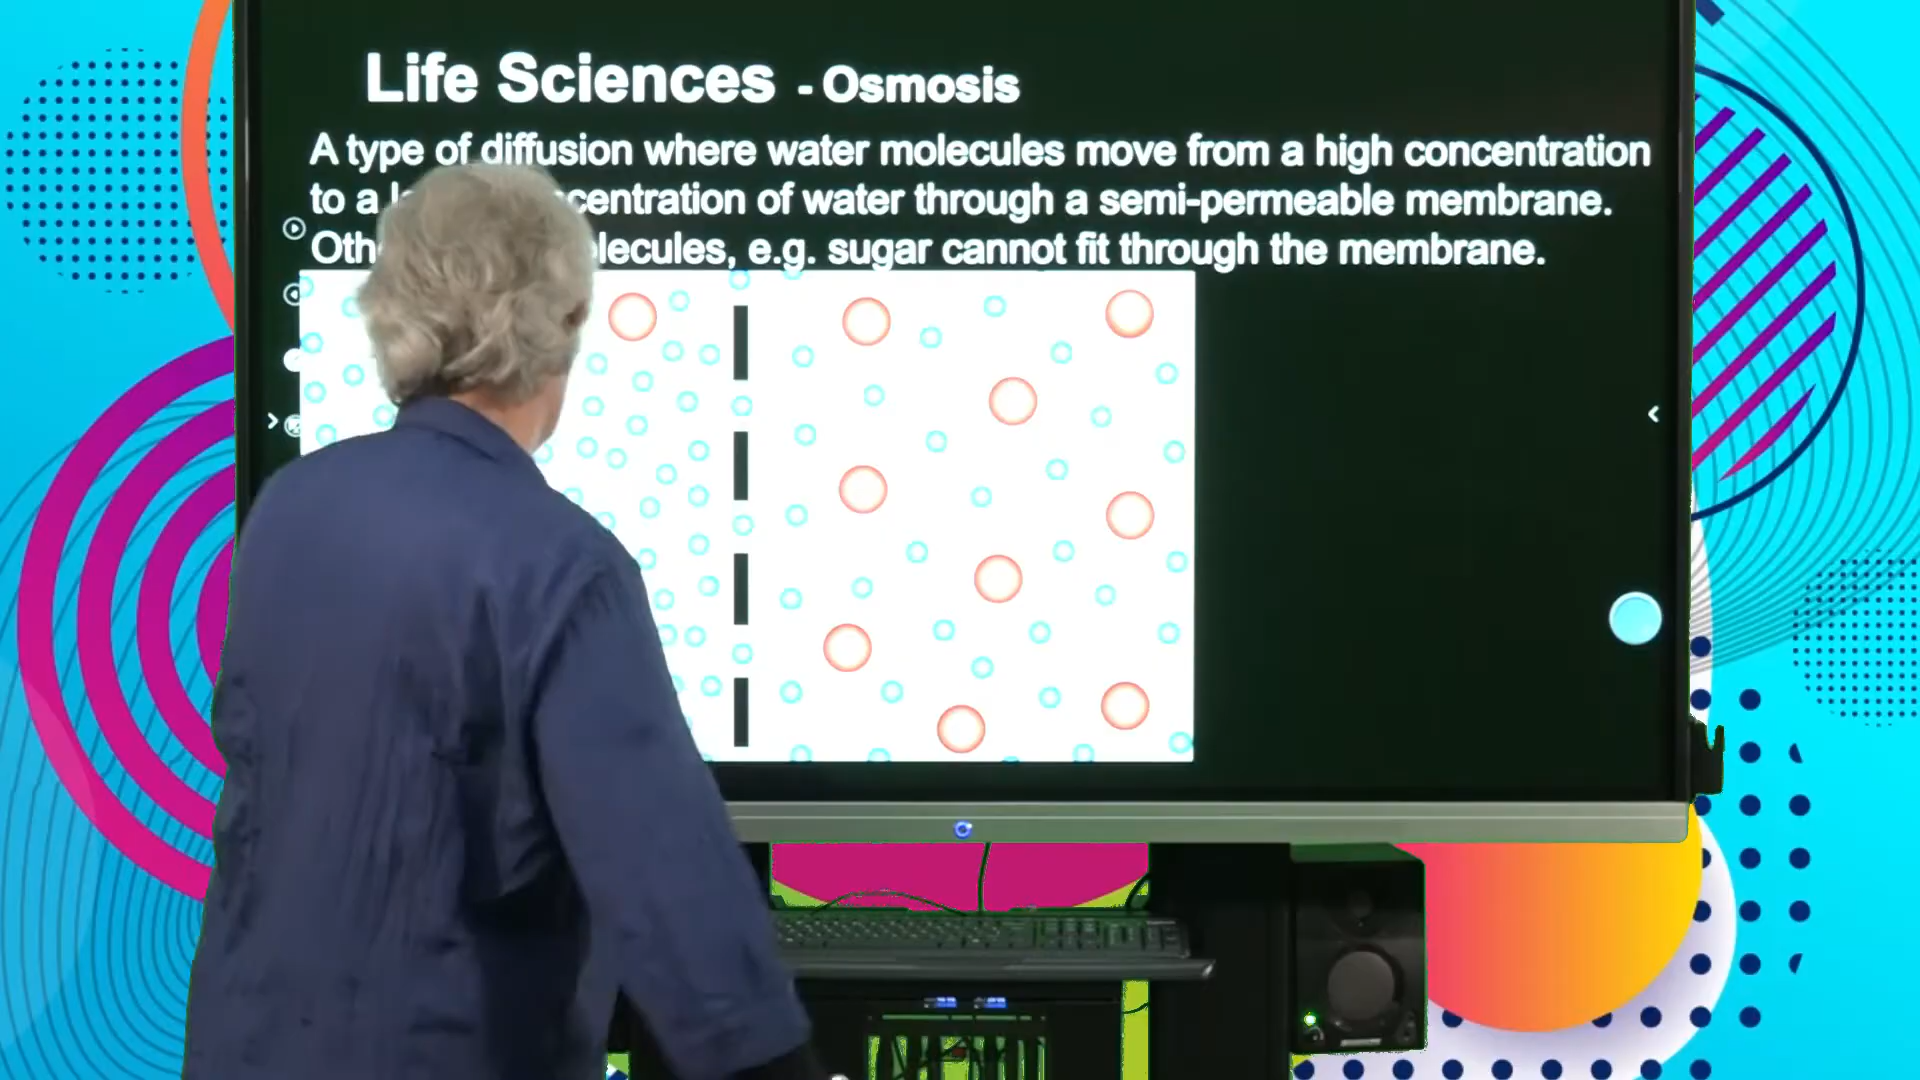 Life Sciences - Osmosis
A type of diffusion where water molecules move from a high concentration
to a centration of water through a semi-permeable membrane.
lecules, e.g. sugar cannot fit through the membrane.